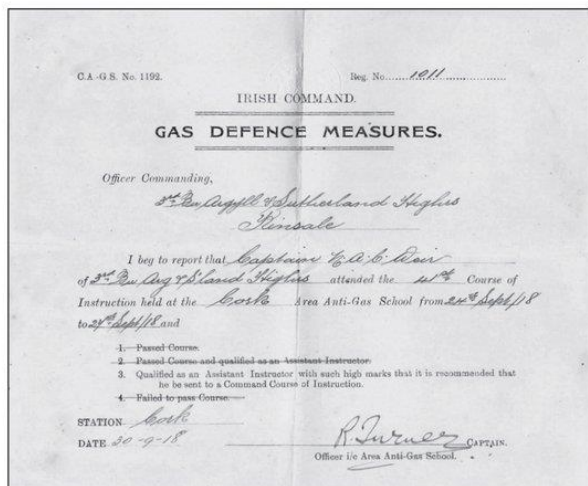 C.A.-G.S. No. 1192. Reg. No. 1011
IRISH COMMAND.
GAS DEFENCE MEASURES.
Officer Commanding,
3rd Bn Argyll & Sutherland Highrs
Kinsale
I beg to report that Captain A. C. Weir
of 3rd Bn Arg & S'land Highrs attended the 41st Course of
Instruction held at the Cork Area Anti-Gas School from 24th Sept/18
to 27th Sept/18 and
1. Passed Course.
2. Passed Course and qualified as an Assistant Instructor.
3. Qualified as an Assistant Instructor with such high marks that it is recommended that
he be sent to a Command Course of Instruction.
4. Failed to pass Course.
STATION Cork
DATE 30-9-18 R. Turner CAPTAIN.
Officer i/c Area Anti-Gas School.